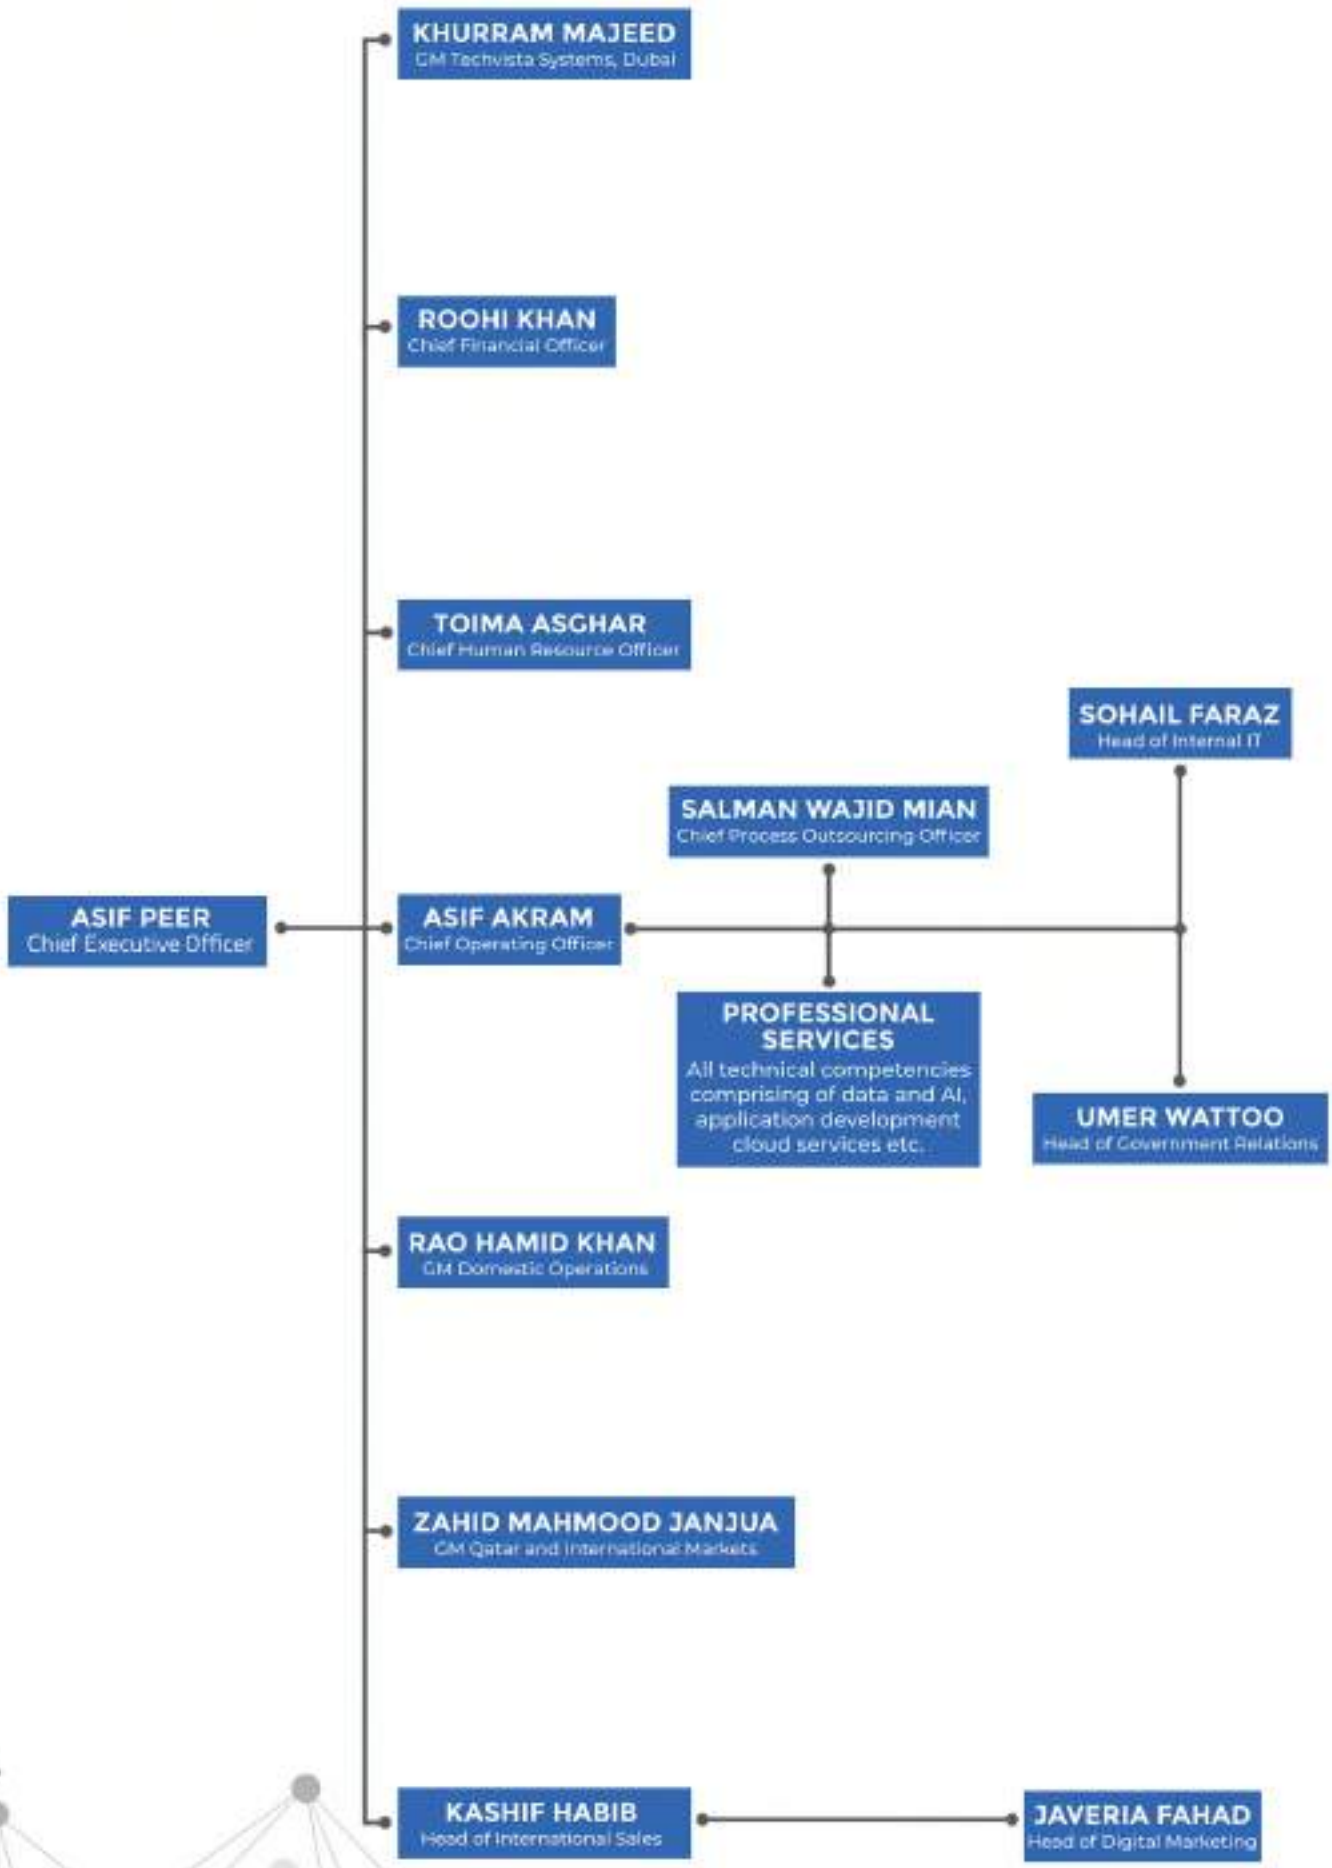 KHURRAM MAJEED
GM Techvista Systems, Dubai
ROOHI KHAN
Chief Financial Officer
TOIMA ASGHAR
Chief Human Resource Officer
SOHAIL FARAZ
Head of Internal IT
SALMAN WAJID MIAN
Chief Process Outsourcing Officer
ASIF PEER
Chief Executive Officer
ASIF AKRAM
Chief Operating Officer
PROFESSIONAL
SERVICES
All technical competencies
comprising of data and AI,
application development
cloud services etc.
UMER WATTOO
Head of Government Relations
RAO HAMID KHAN
GM Domestic Operations
ZAHID MAHMOOD JANJUA
GM Qatar and International Markets
KASHIF HABIB
Head of International Sales
JAVERIA FAHAD
Head of Digital Marketing